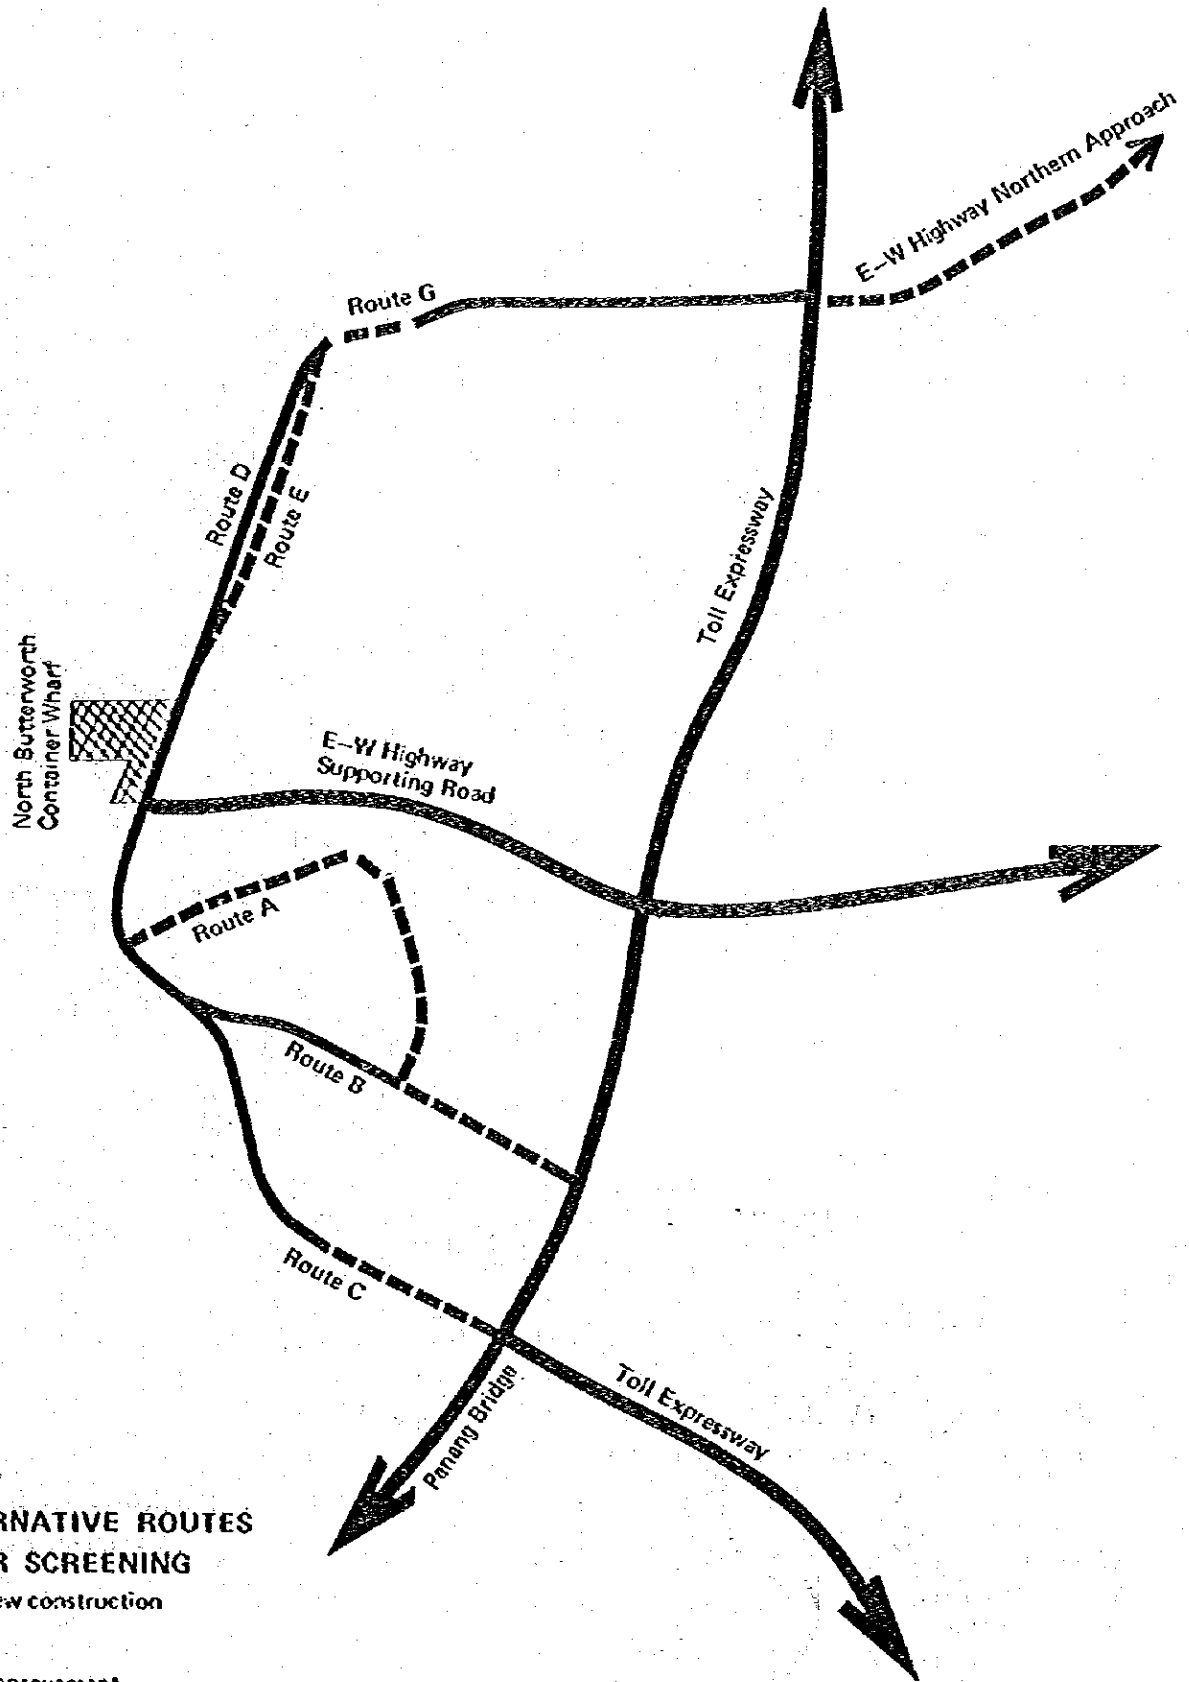 E-W Highway Northern Approach
Route G
Route D
Route E
Toll Expressway
North Butterworth
Container Wharf
E-W Highway
Supporting Road
Route A
Route B
Route C
Panang Bridge
Toll Expressway
RNATIVE ROUTES
R SCREENING
ew construction